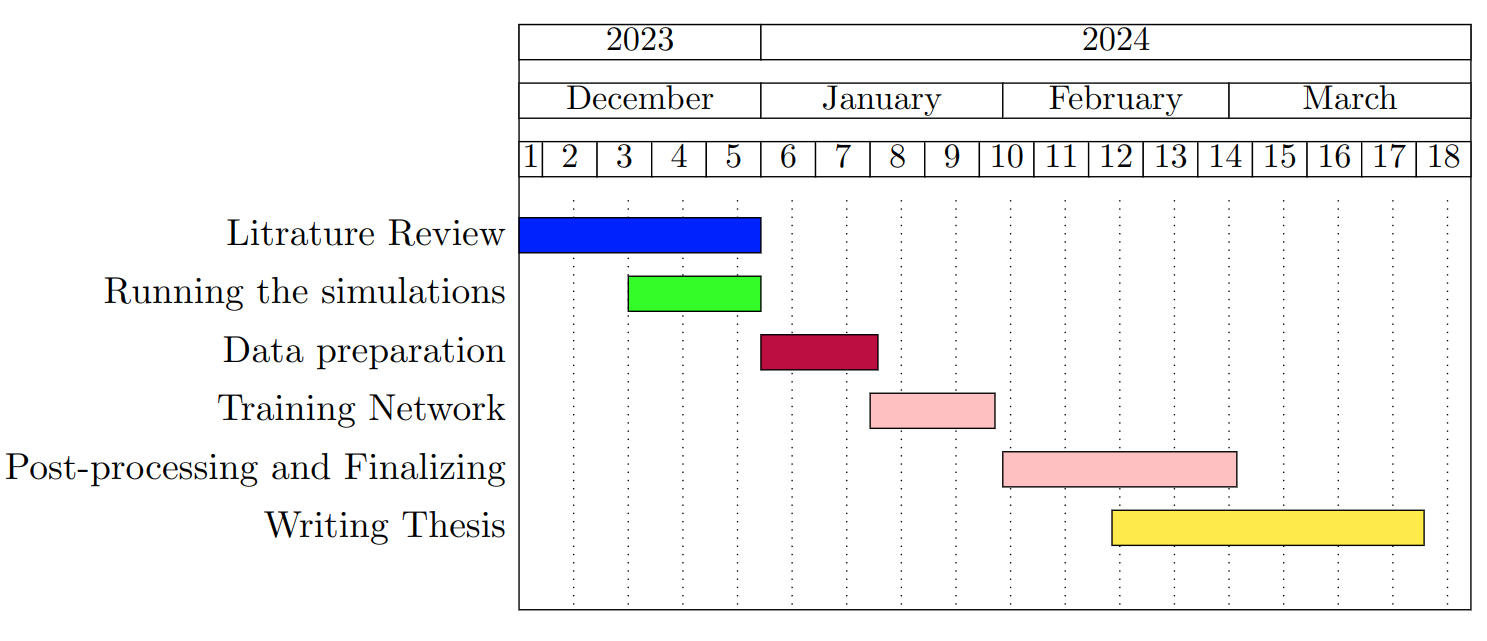 2023 2024
December January February March
1 2 3 4 5 6 7 8 9 10 11 12 13 14 15 16 17 18
Litrature Review
Running the simulations
Data preparation
Training Network
Post-processing and Finalizing
Writing Thesis